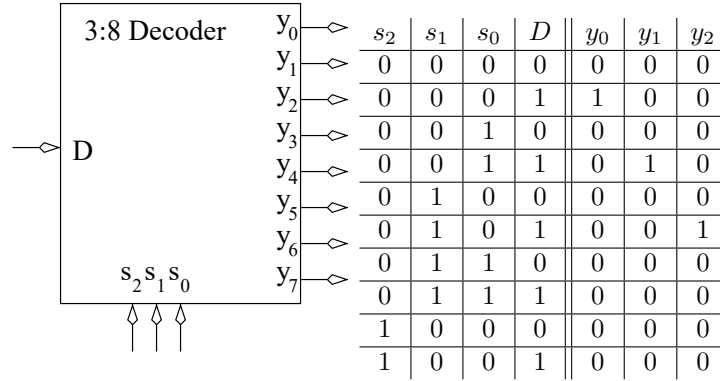 3:8 Decoder
y0
y1
y2
y3
y4
y5
y6
y7
D
s2 s1 s0
s2 s1 s0 D y0 y1 y2
0 0 0 0 0 0 0
0 0 0 1 1 0 0
0 0 1 0 0 0 0
0 0 1 1 0 1 0
0 1 0 0 0 0 0
0 1 0 1 0 0 1
0 1 1 0 0 0 0
0 1 1 1 0 0 0
1 0 0 0 0 0 0
1 0 0 1 0 0 0